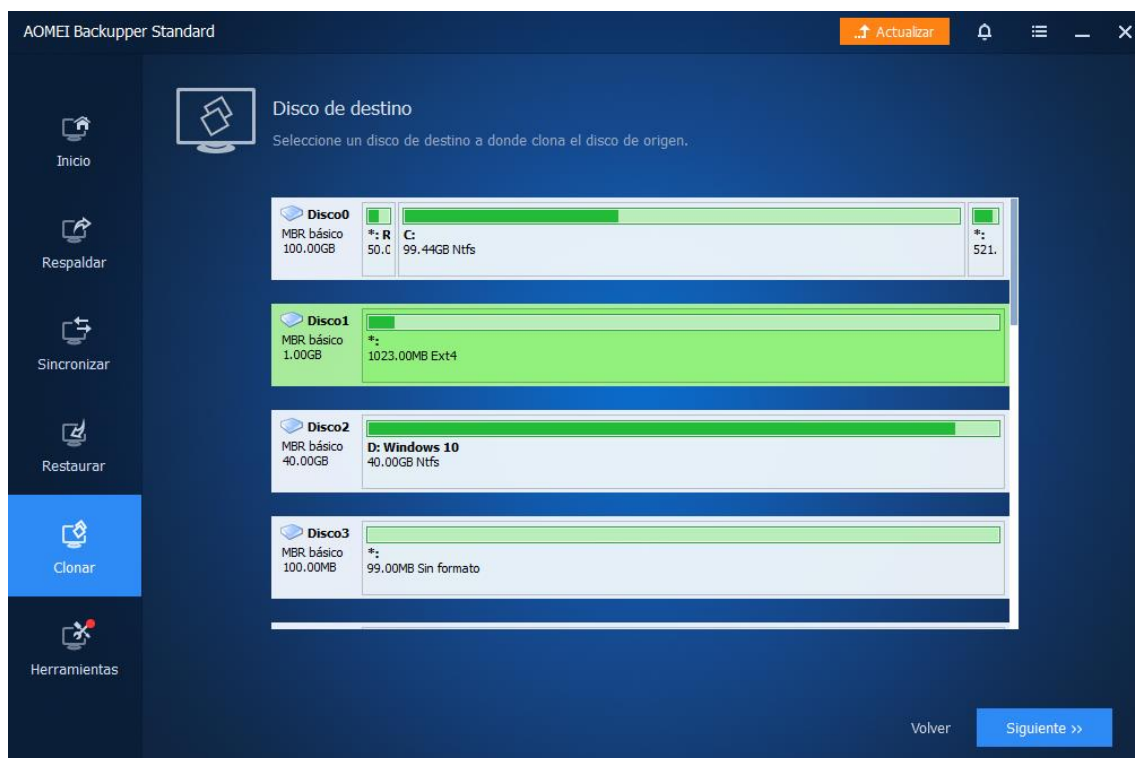 AOMEI Backupper Standard
Actualizar
Inicio
Respaldar
Sincronizar
Restaurar
Clonar
Herramientas
Disco de destino
Seleccione un disco de destino a donde clona el disco de origen.
Disco0
MBR básico
100.00GB
*: R
50.0
C:
99.44GB Ntfs
*:
521.
Disco1
MBR básico
1.00GB
*:
1023.00MB Ext4
Disco2
MBR básico
40.00GB
D: Windows 10
40.00GB Ntfs
Disco3
MBR básico
100.00MB
*:
99.00MB Sin formato
Volver
Siguiente >>